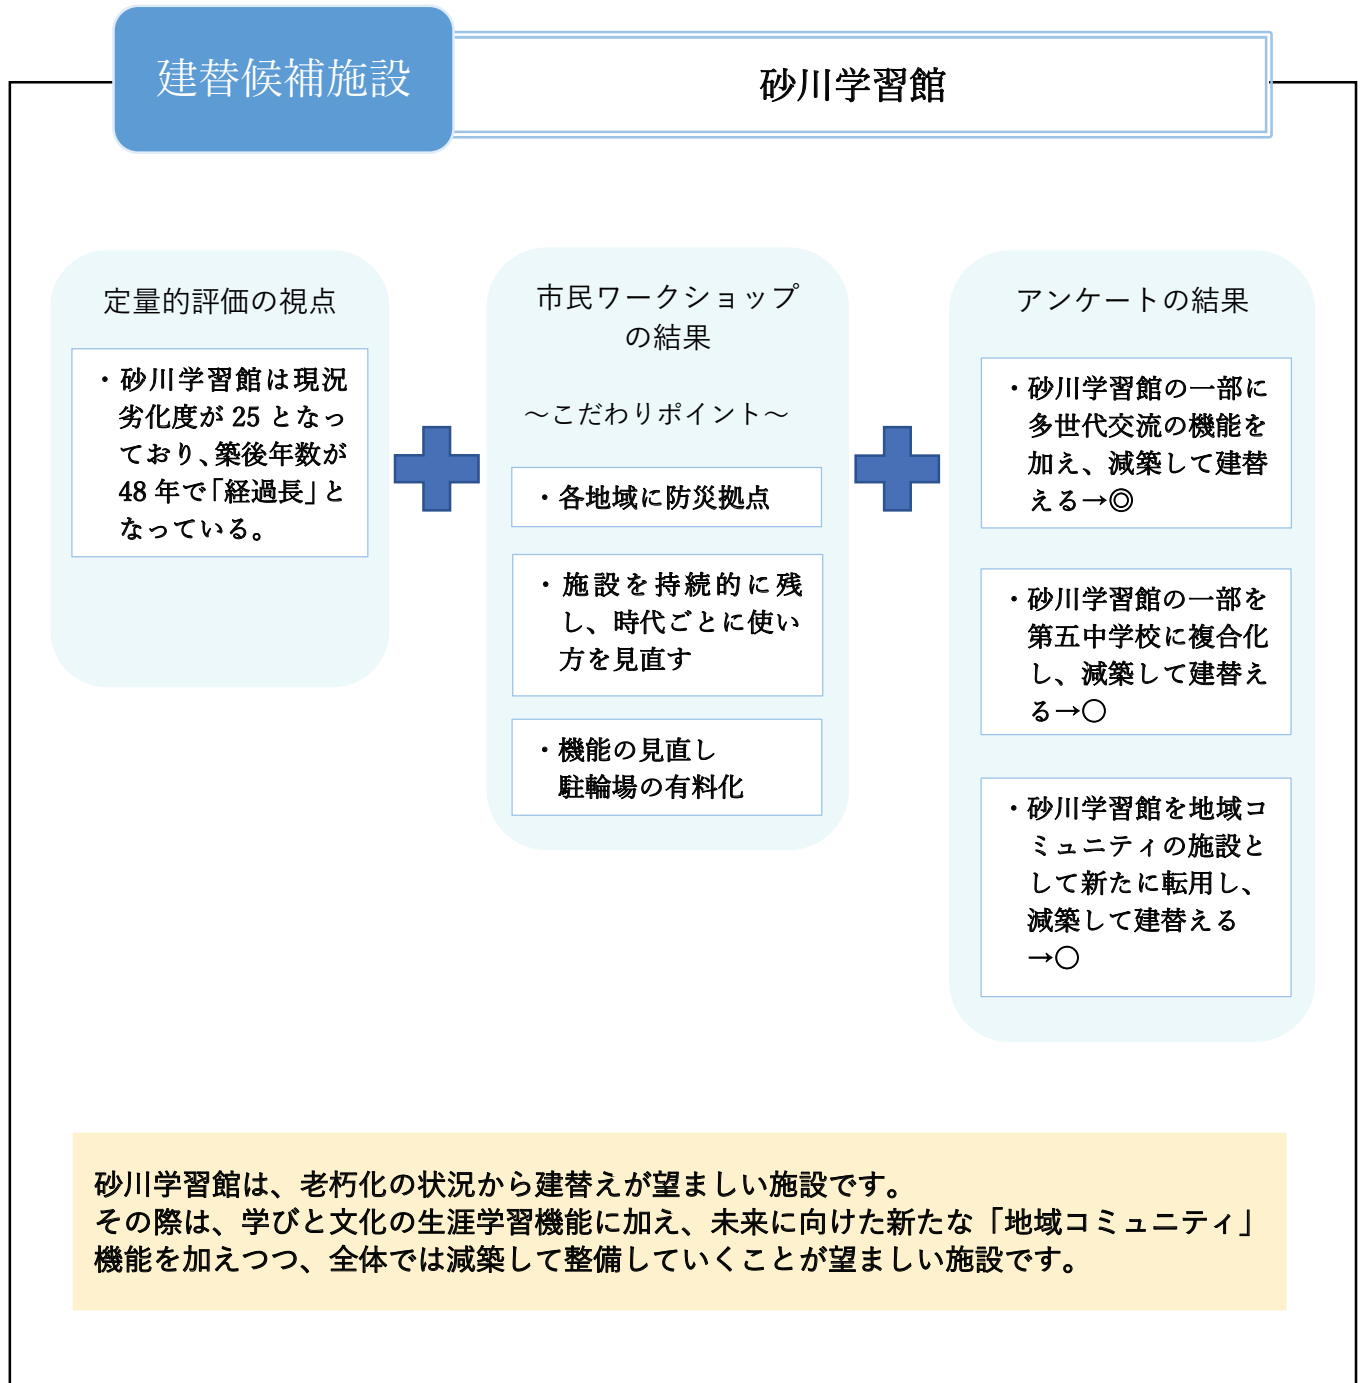 建替候補施設
砂川学習館
定量的評価の視点
・砂川学習館は現況
劣化度が 25 となっ
ており、築後年数が
48 年で「経過長」と
なっている。
市民ワークショップ
の結果
～こだわりポイント～
・各地域に防災拠点
・施設を持続的に残
し、時代ごとに使い
方を見直す
・機能の見直し
駐輪場の有料化
アンケートの結果
・砂川学習館の一部に
多世代交流の機能を
加え、減築して建替
える→◎
・砂川学習館の一部を
第五中学校に複合化
し、減築して建替え
る→〇
・砂川学習館を地域コ
ミュニティの施設と
して新たに転用し、
減築して建替える
→〇
砂川学習館は、老朽化の状況から建替えが望ましい施設です。
その際は、学びと文化の生涯学習機能に加え、未来に向けた新たな「地域コミュニティ」
機能を加えつつ、全体では減築して整備していくことが望ましい施設です。